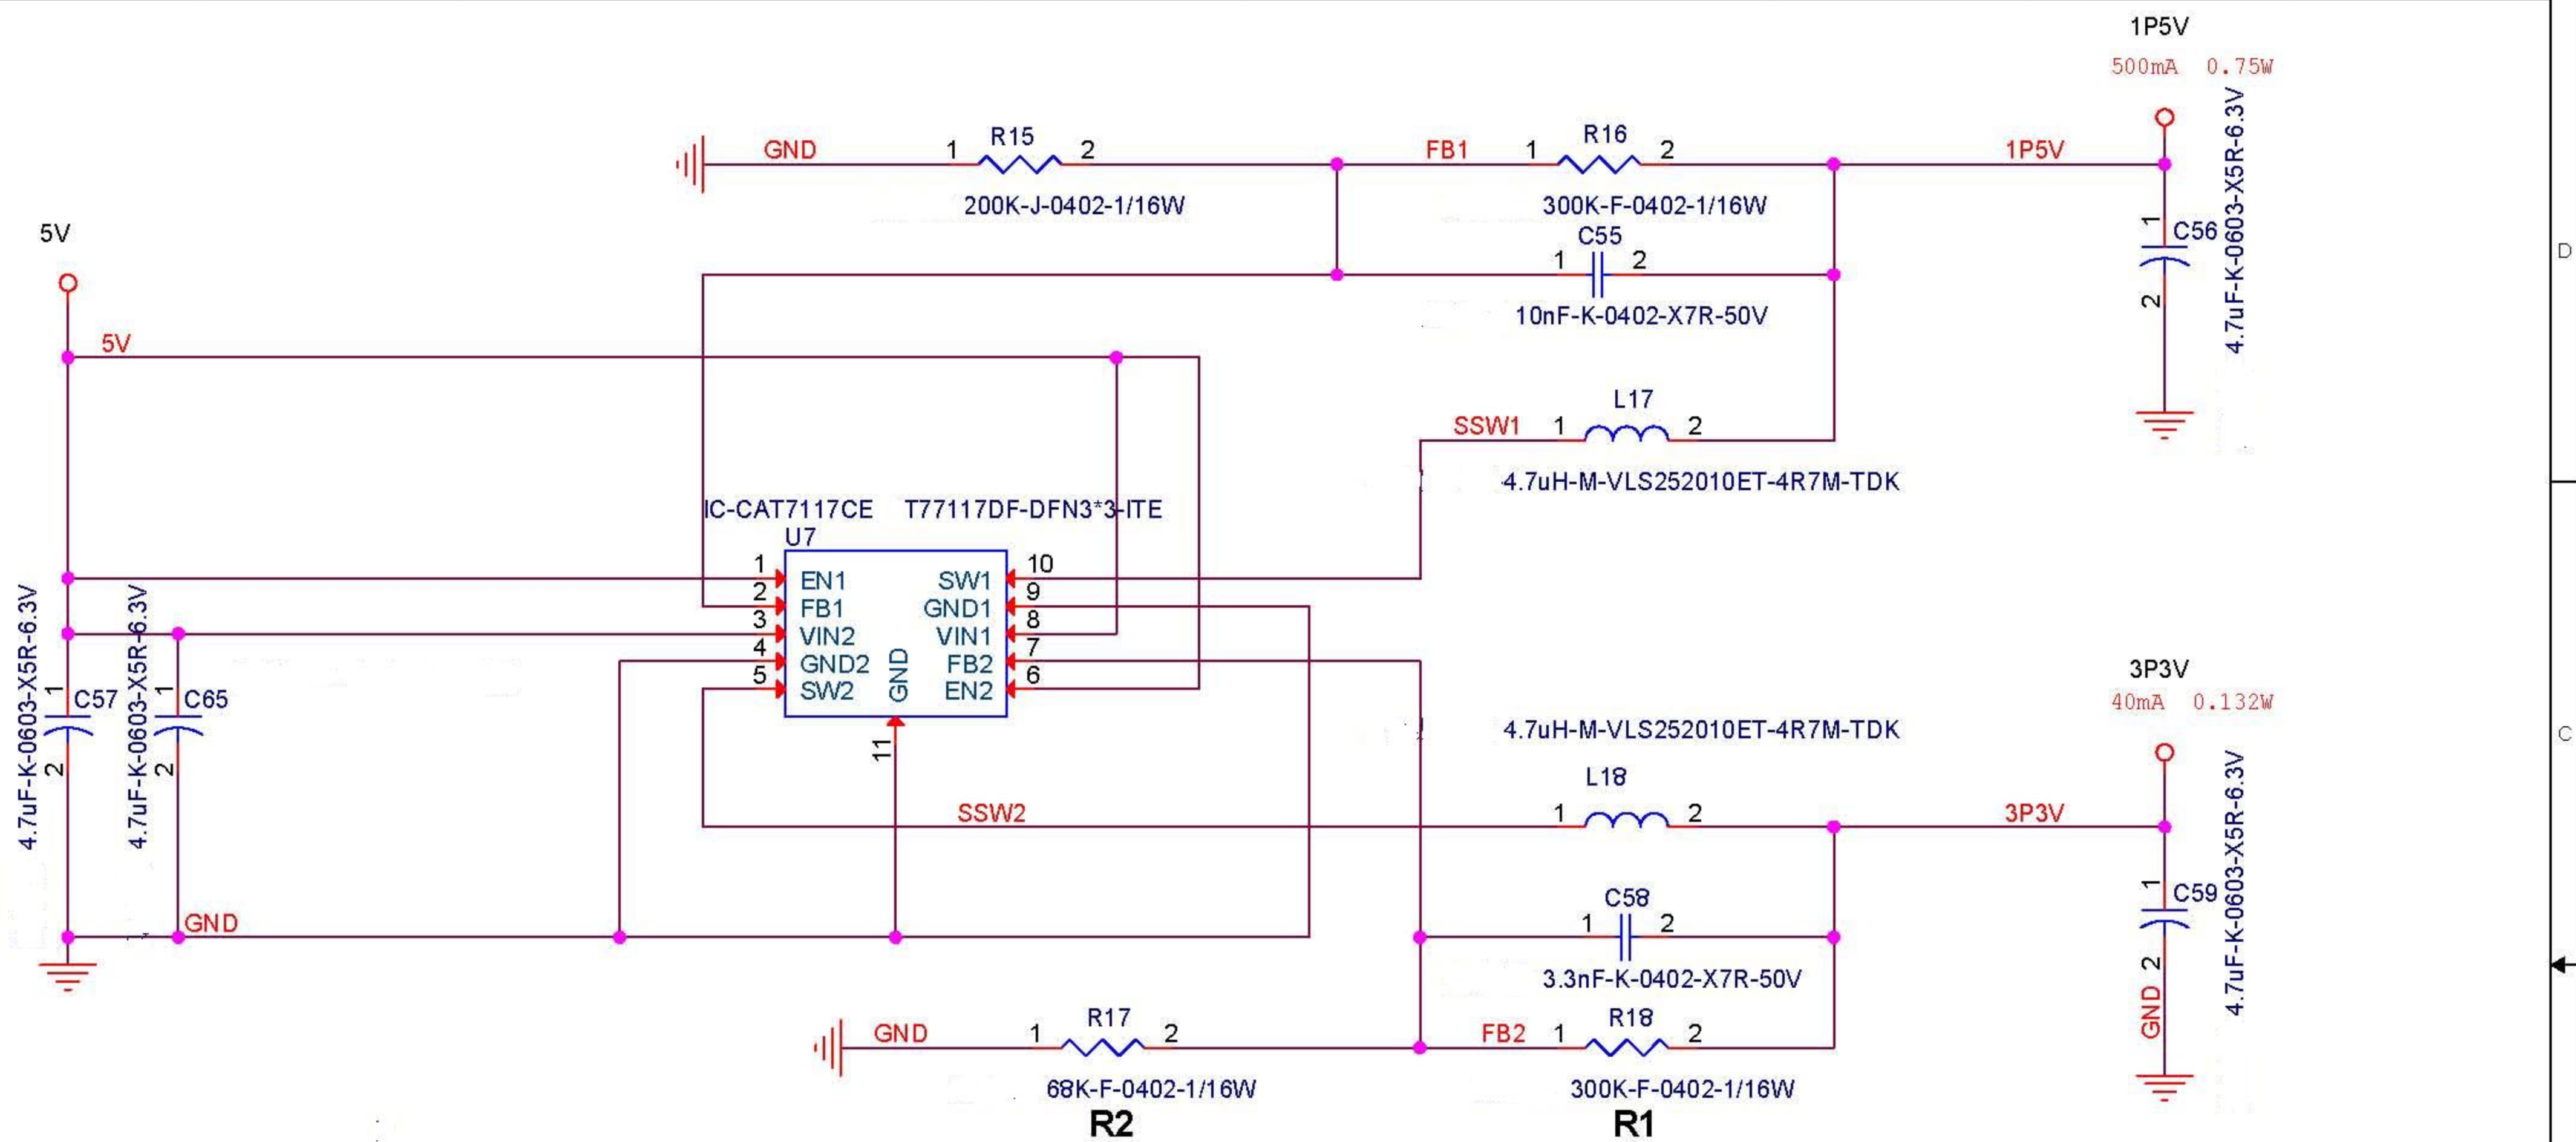 1P5V
500mA 0.75W
GND
1
R15
2
200K-J-0402-1/16W
FB1
1
R16
2
300K-F-0402-1/16W
1P5V
1
C56
2
4.7uF-K-0603-X5R-6.3V
D
C55
1
2
10nF-K-0402-X7R-50V
5V
5V
L17
SSW1
1
2
4.7uH-M-VLS252010ET-4R7M-TDK
IC-CAT7117CE T77117DF-DFN3*3-ITE
U7
1
EN1
2
FB1
3
VIN2
4
GND2
5
SW2
GND
11
10
SW1
9
GND1
8
VIN1
7
FB2
6
EN2
4.7uF-K-0603-X5R-6.3V
1
C57
2
4.7uF-K-0603-X5R-6.3V
1
C65
2
GND
3P3V
40mA 0.132W
C
4.7uH-M-VLS252010ET-4R7M-TDK
L18
SSW2
1
2
3P3V
1
C59
2
GND
4.7uF-K-0603-X5R-6.3V
C58
1
2
3.3nF-K-0402-X7R-50V
GND
1
R17
2
68K-F-0402-1/16W
R2
FB2
1
R18
2
300K-F-0402-1/16W
R1